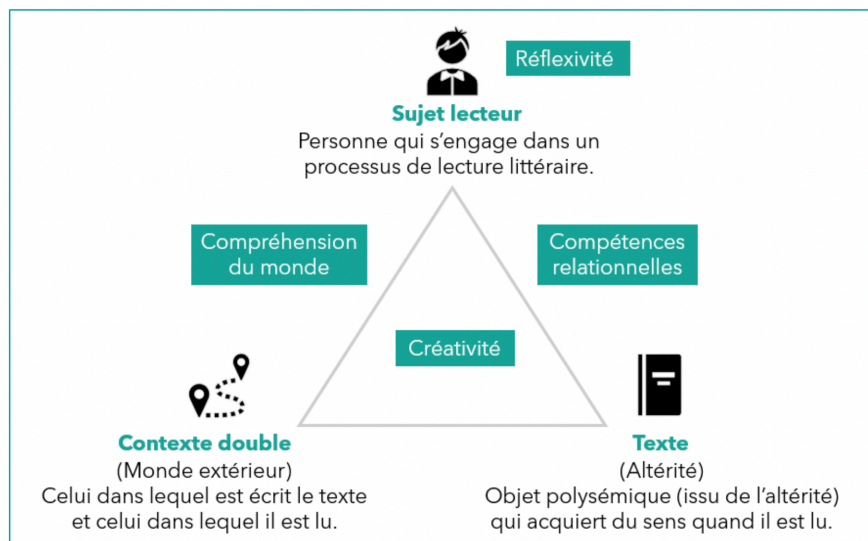 Réflexivité
Sujet lecteur
Personne qui s’engage dans un
processus de lecture littéraire.
Compréhension
du monde
Compétences
relationnelles
Créativité
Contexte double
(Monde extérieur)
Celui dans lequel est écrit le texte
et celui dans lequel il est lu.
Texte
(Altérité)
Objet polysémique (issu de l’altérité)
qui acquiert du sens quand il est lu.